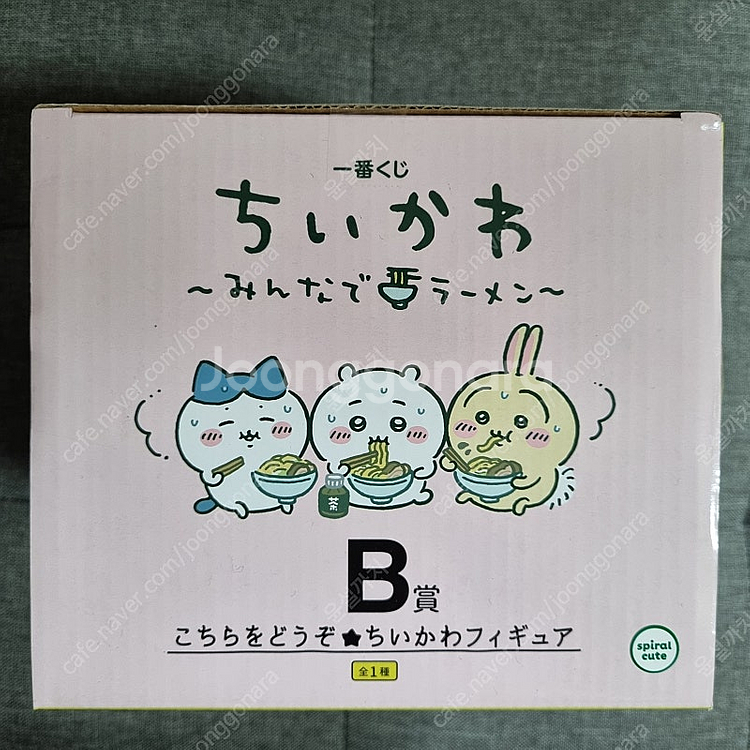 一番くじ
ちいかわ
~みんなでラーメン~
joonggonara
茶
B賞
こちらをどうぞ★ちいかわフィギュア
全1種
spiral
cute
cafe.naver.com/joonggonara